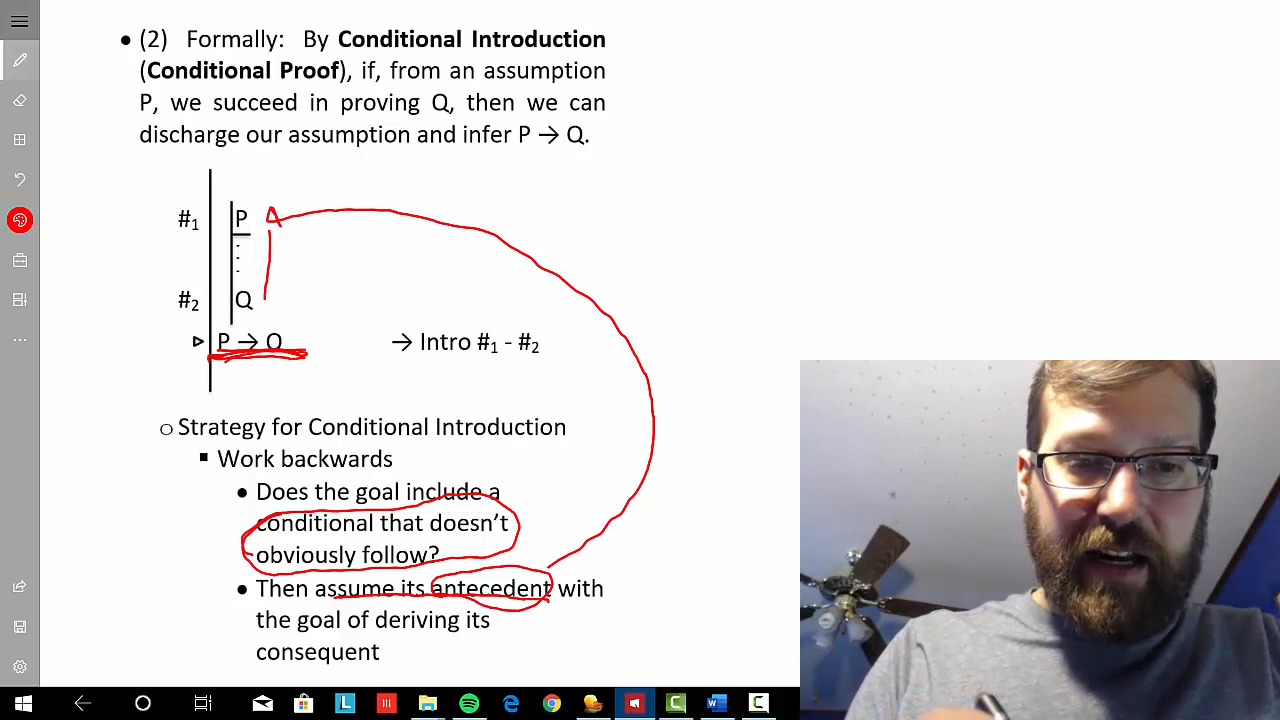 • (2) Formally: By Conditional Introduction
(Conditional Proof), if, from an assumption
P, we succeed in proving Q, then we can
discharge our assumption and infer P → Q.
#1 P
#2 Q
P → Q → Intro #1 - #2
o Strategy for Conditional Introduction
▪ Work backwards
• Does the goal include a
conditional that doesn’t
obviously follow?
• Then assume its antecedent with
the goal of deriving its
consequent